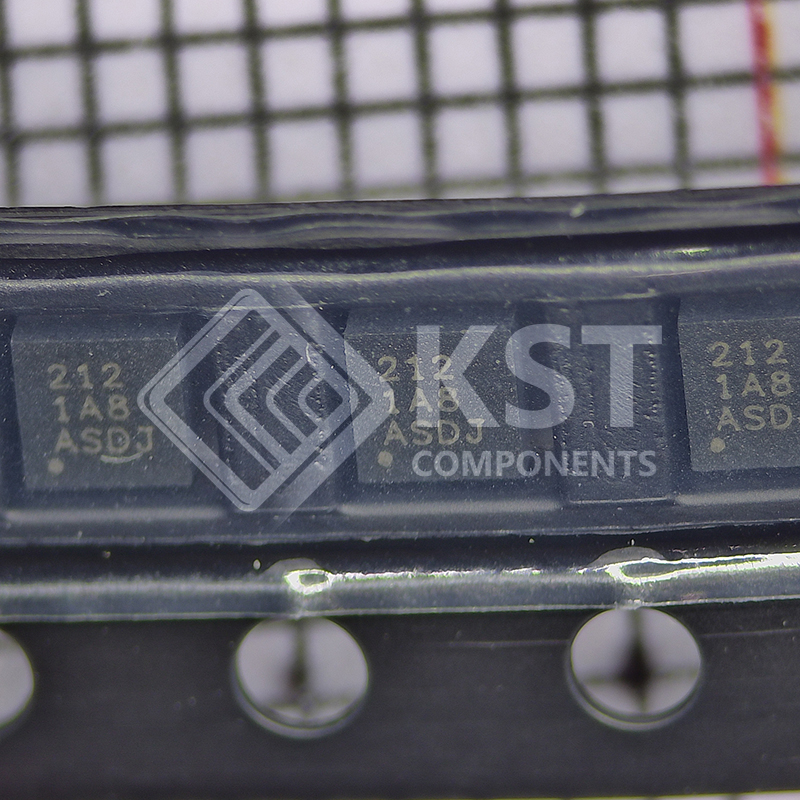 212
1A8
ASDJ
212
1A8
ASDJ
212
1A8
ASD
KST
COMPONENTS